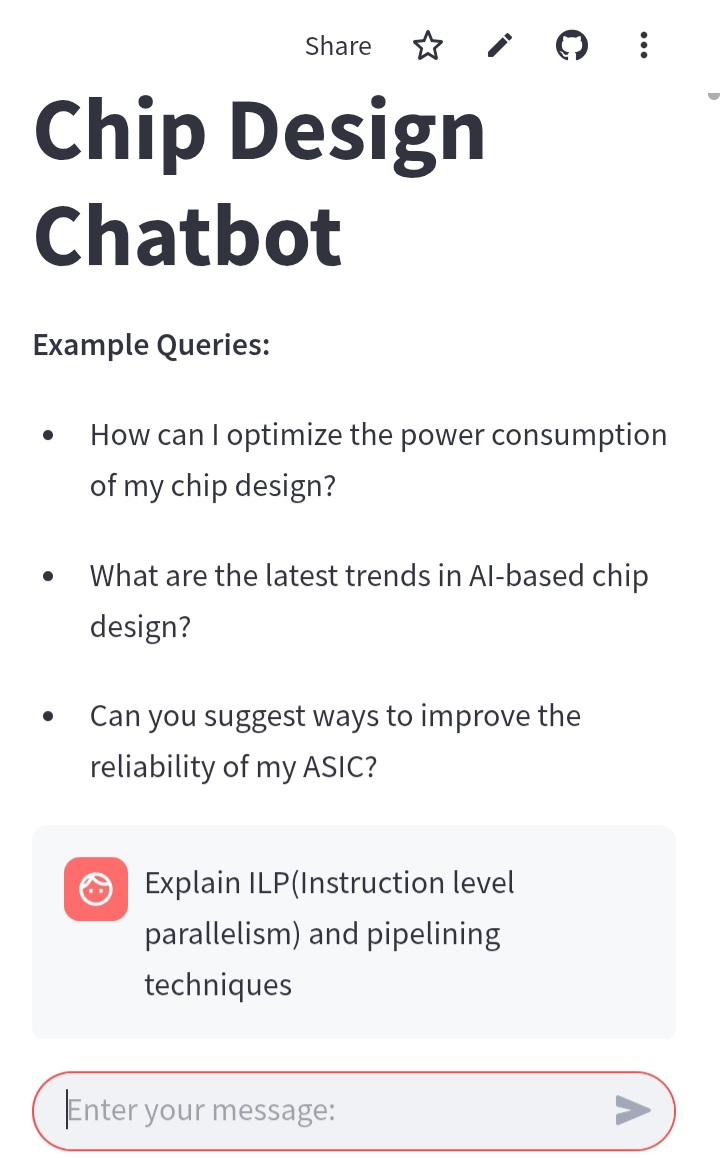 Share
Chip Design
Chatbot
Example Queries:
How can I optimize the power consumption
of my chip design?
What are the latest trends in AI-based chip
design?
Can you suggest ways to improve the
reliability of my ASIC?
Explain ILP(Instruction level
parallelism) and pipelining
techniques
Enter your message: